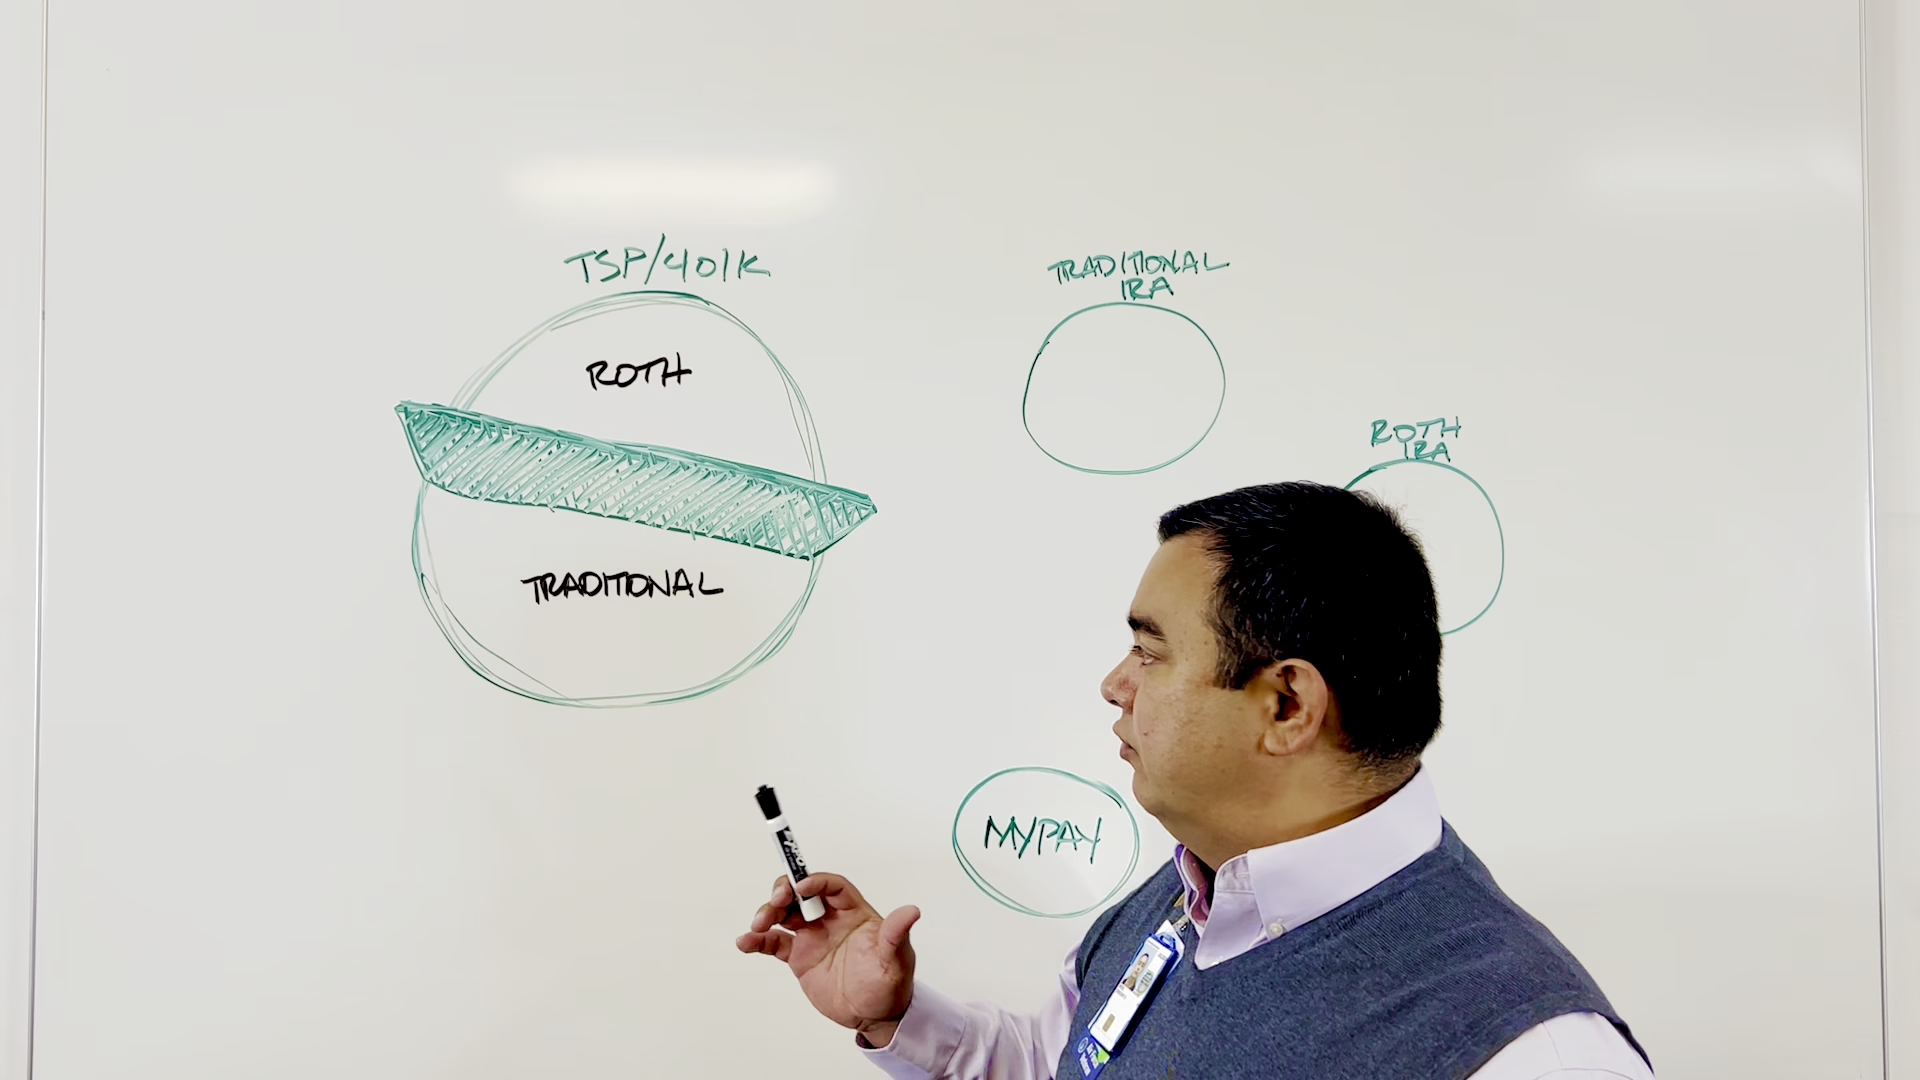 TSP/401K
ROTH
TRADITIONAL
TRADITIONAL
IRA
ROTH
IRA
MYPAY